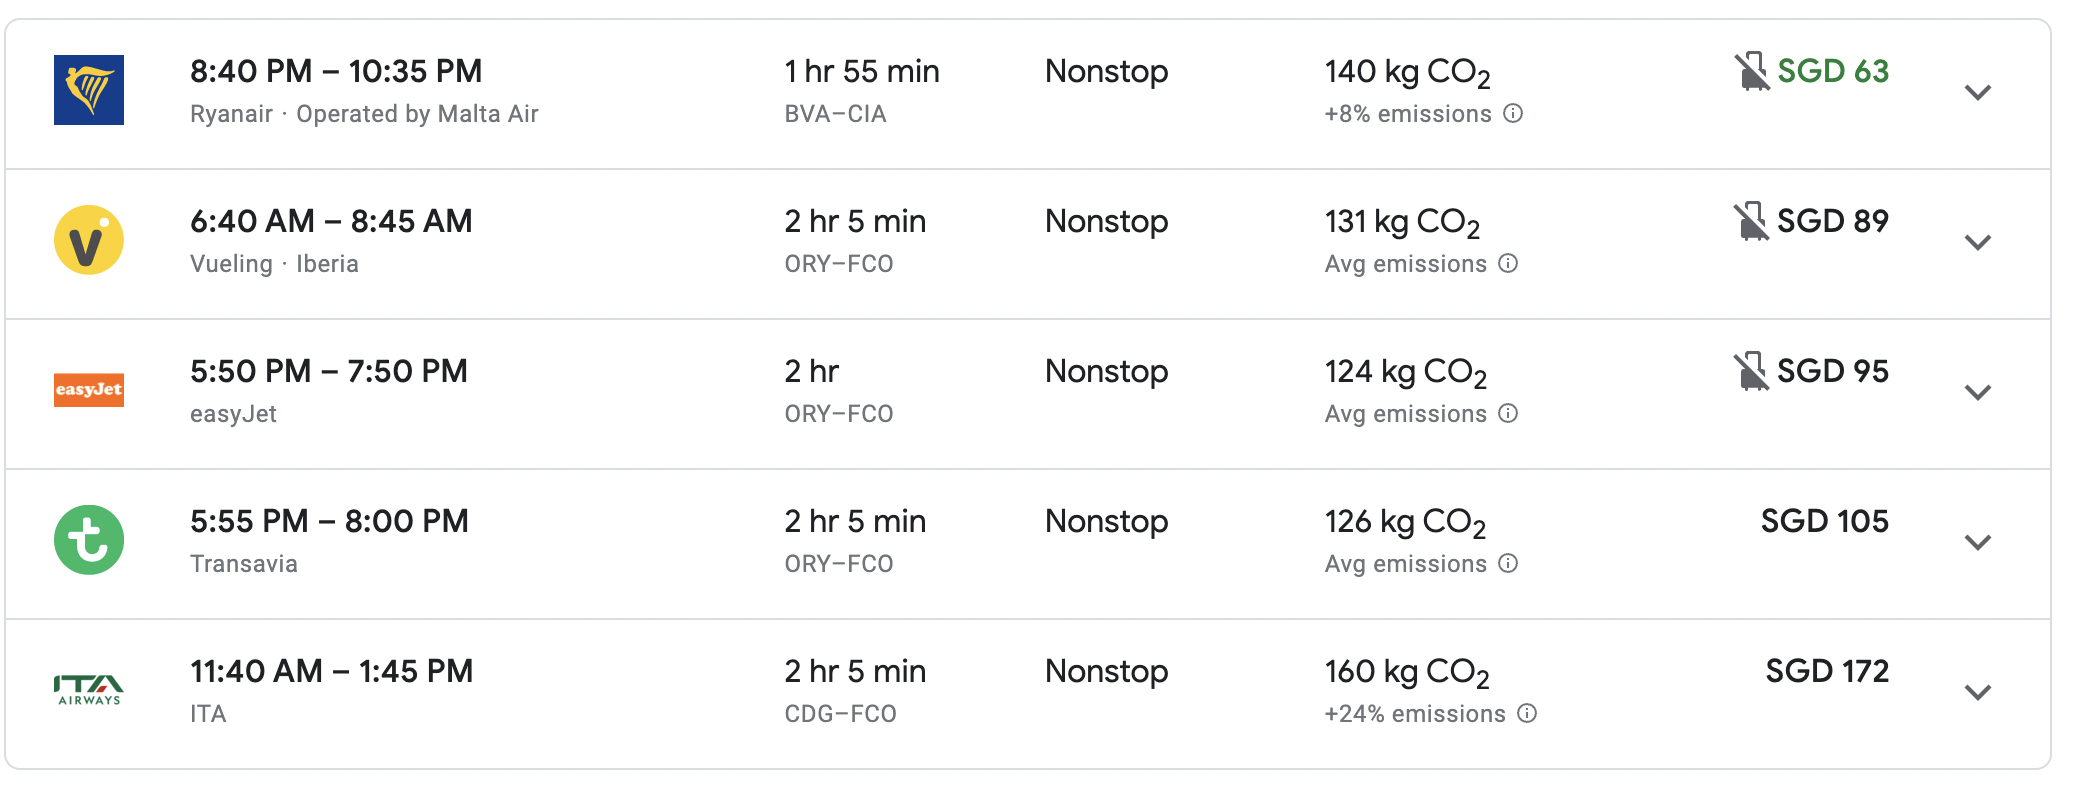 8:40 PM – 10:35 PM 1 hr 55 min Nonstop 140 kg CO2 SGD 63
Ryanair · Operated by Malta Air BVA–CIA +8% emissions
V
6:40 AM – 8:45 AM 2 hr 5 min Nonstop 131 kg CO2 SGD 89
Vueling · Iberia ORY–FCO Avg emissions
easyJet
5:50 PM – 7:50 PM 2 hr Nonstop 124 kg CO2 SGD 95
easyJet ORY–FCO Avg emissions
t
5:55 PM – 8:00 PM 2 hr 5 min Nonstop 126 kg CO2 SGD 105
Transavia ORY–FCO Avg emissions
ITA AIRWAYS
11:40 AM – 1:45 PM 2 hr 5 min Nonstop 160 kg CO2 SGD 172
ITA CDG–FCO +24% emissions